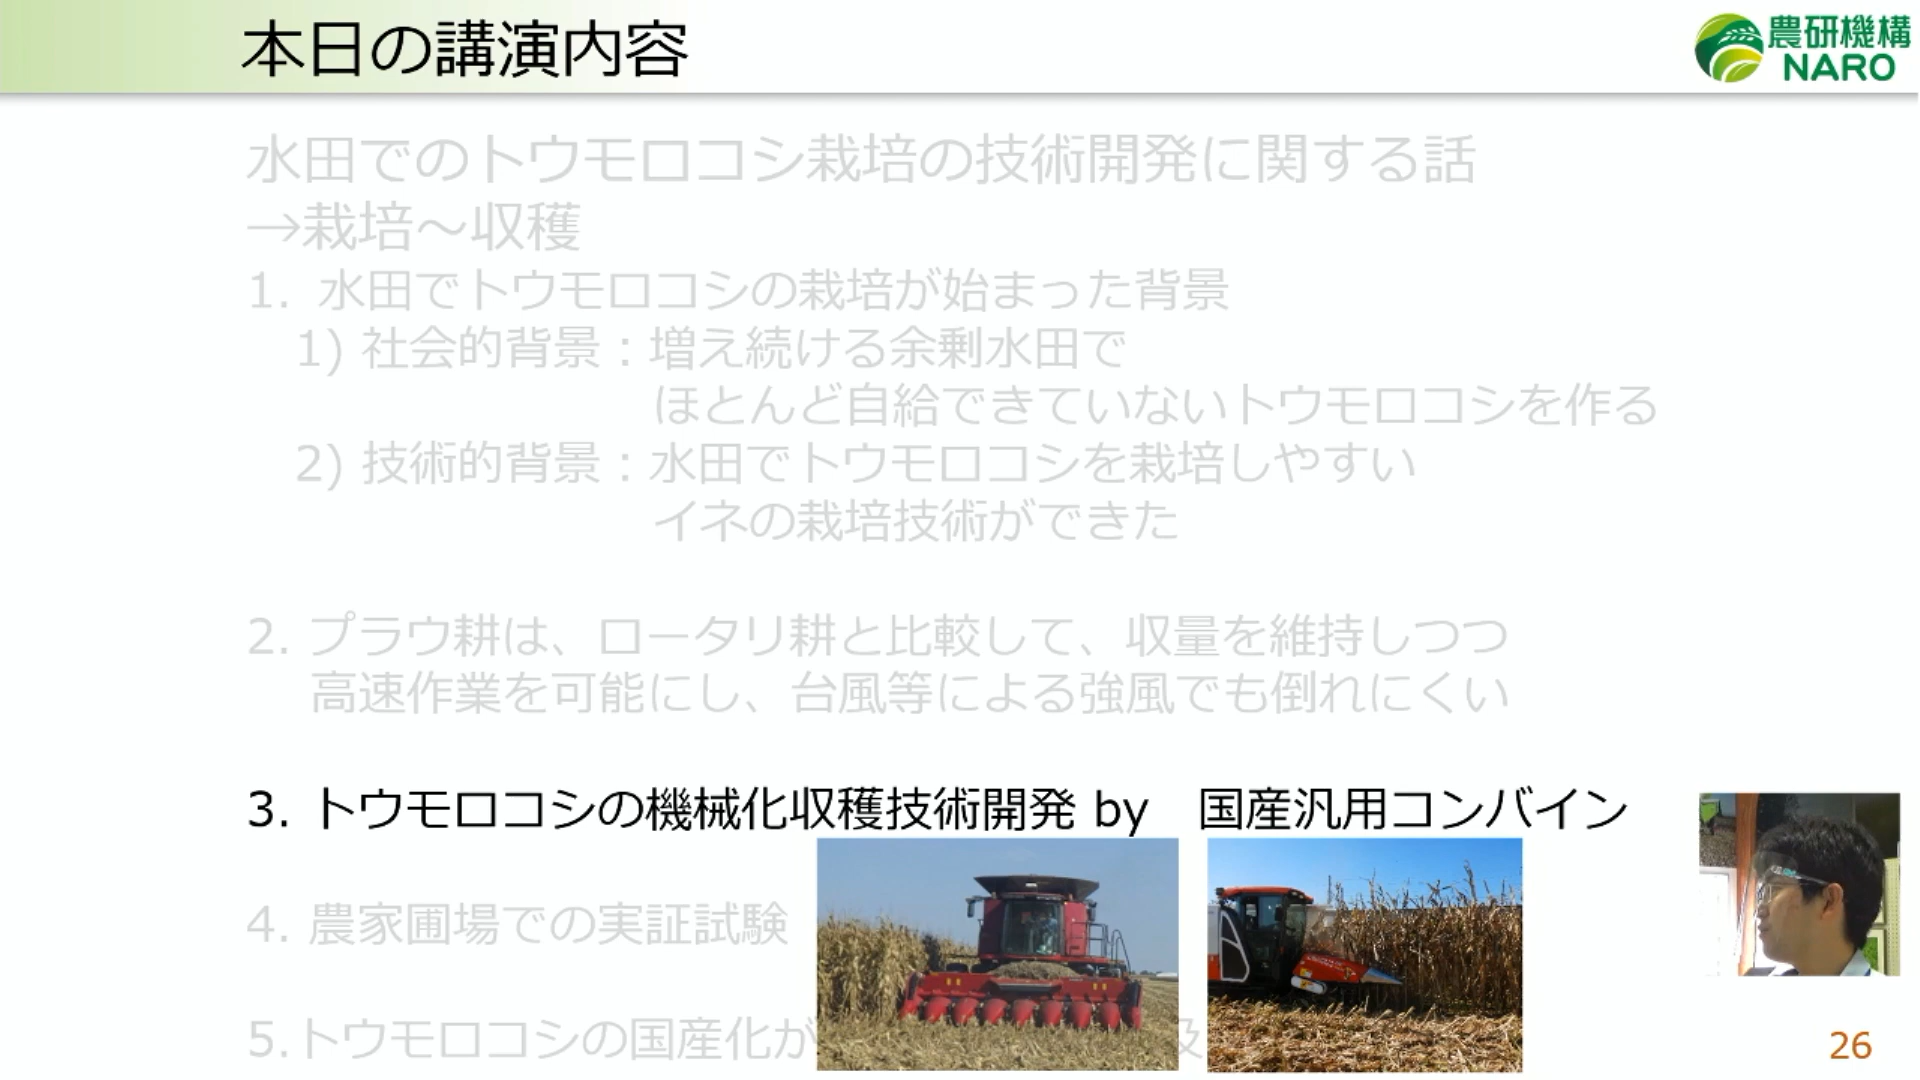 本日の講演内容
農研機構
NARO
水田でのトウモロコシ栽培の技術開発に関する話
→栽培～収穫
1. 水田でトウモロコシの栽培が始まった背景
1) 社会的背景：増え続ける余剰水田で
ほとんど自給できていないトウモロコシを作る
2) 技術的背景：水田でトウモロコシを栽培しやすい
イネの栽培技術ができた
2. プラウ耕は、ロータリ耕と比較して、収量を維持しつつ
高速作業を可能にし、台風等による強風でも倒れにくい
3. トウモロコシの機械化収穫技術開発 by 国産汎用コンバイン
4. 農家圃場での実証試験
5.トウモロコシの国産化が
26